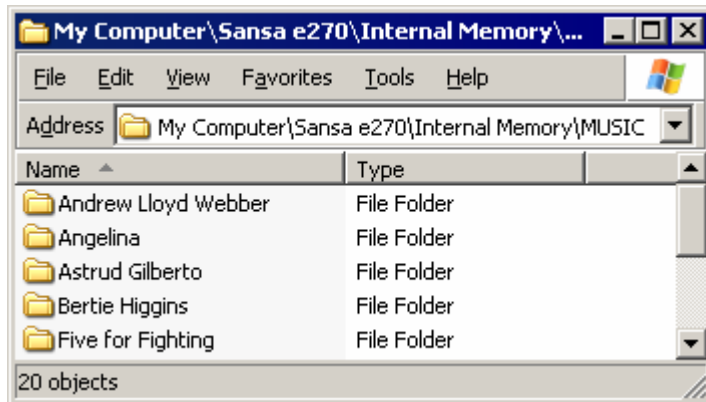 My Computer\Sansa e270\Internal Memory\...
File Edit View Favorites Tools Help
Address My Computer\Sansa e270\Internal Memory\MUSIC
Name Type
Andrew Lloyd Webber File Folder
Angelina File Folder
Astrud Gilberto File Folder
Bertie Higgins File Folder
Five for Fighting File Folder
20 objects